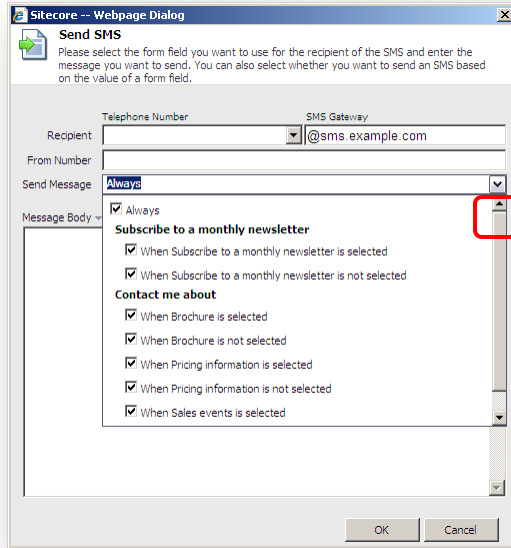 Sitecore -- Webpage Dialog
Send SMS
Please select the form field you want to use for the recipient of the SMS and enter the
message you want to send. You can also select whether you want to send an SMS based
on the value of a form field.
Telephone Number SMS Gateway
Recipient @sms.example.com
From Number
Send Message Always
Message Body
Always
Subscribe to a monthly newsletter
When Subscribe to a monthly newsletter is selected
When Subscribe to a monthly newsletter is not selected
Contact me about
When Brochure is selected
When Brochure is not selected
When Pricing information is selected
When Pricing information is not selected
When Sales events is selected
OK Cancel